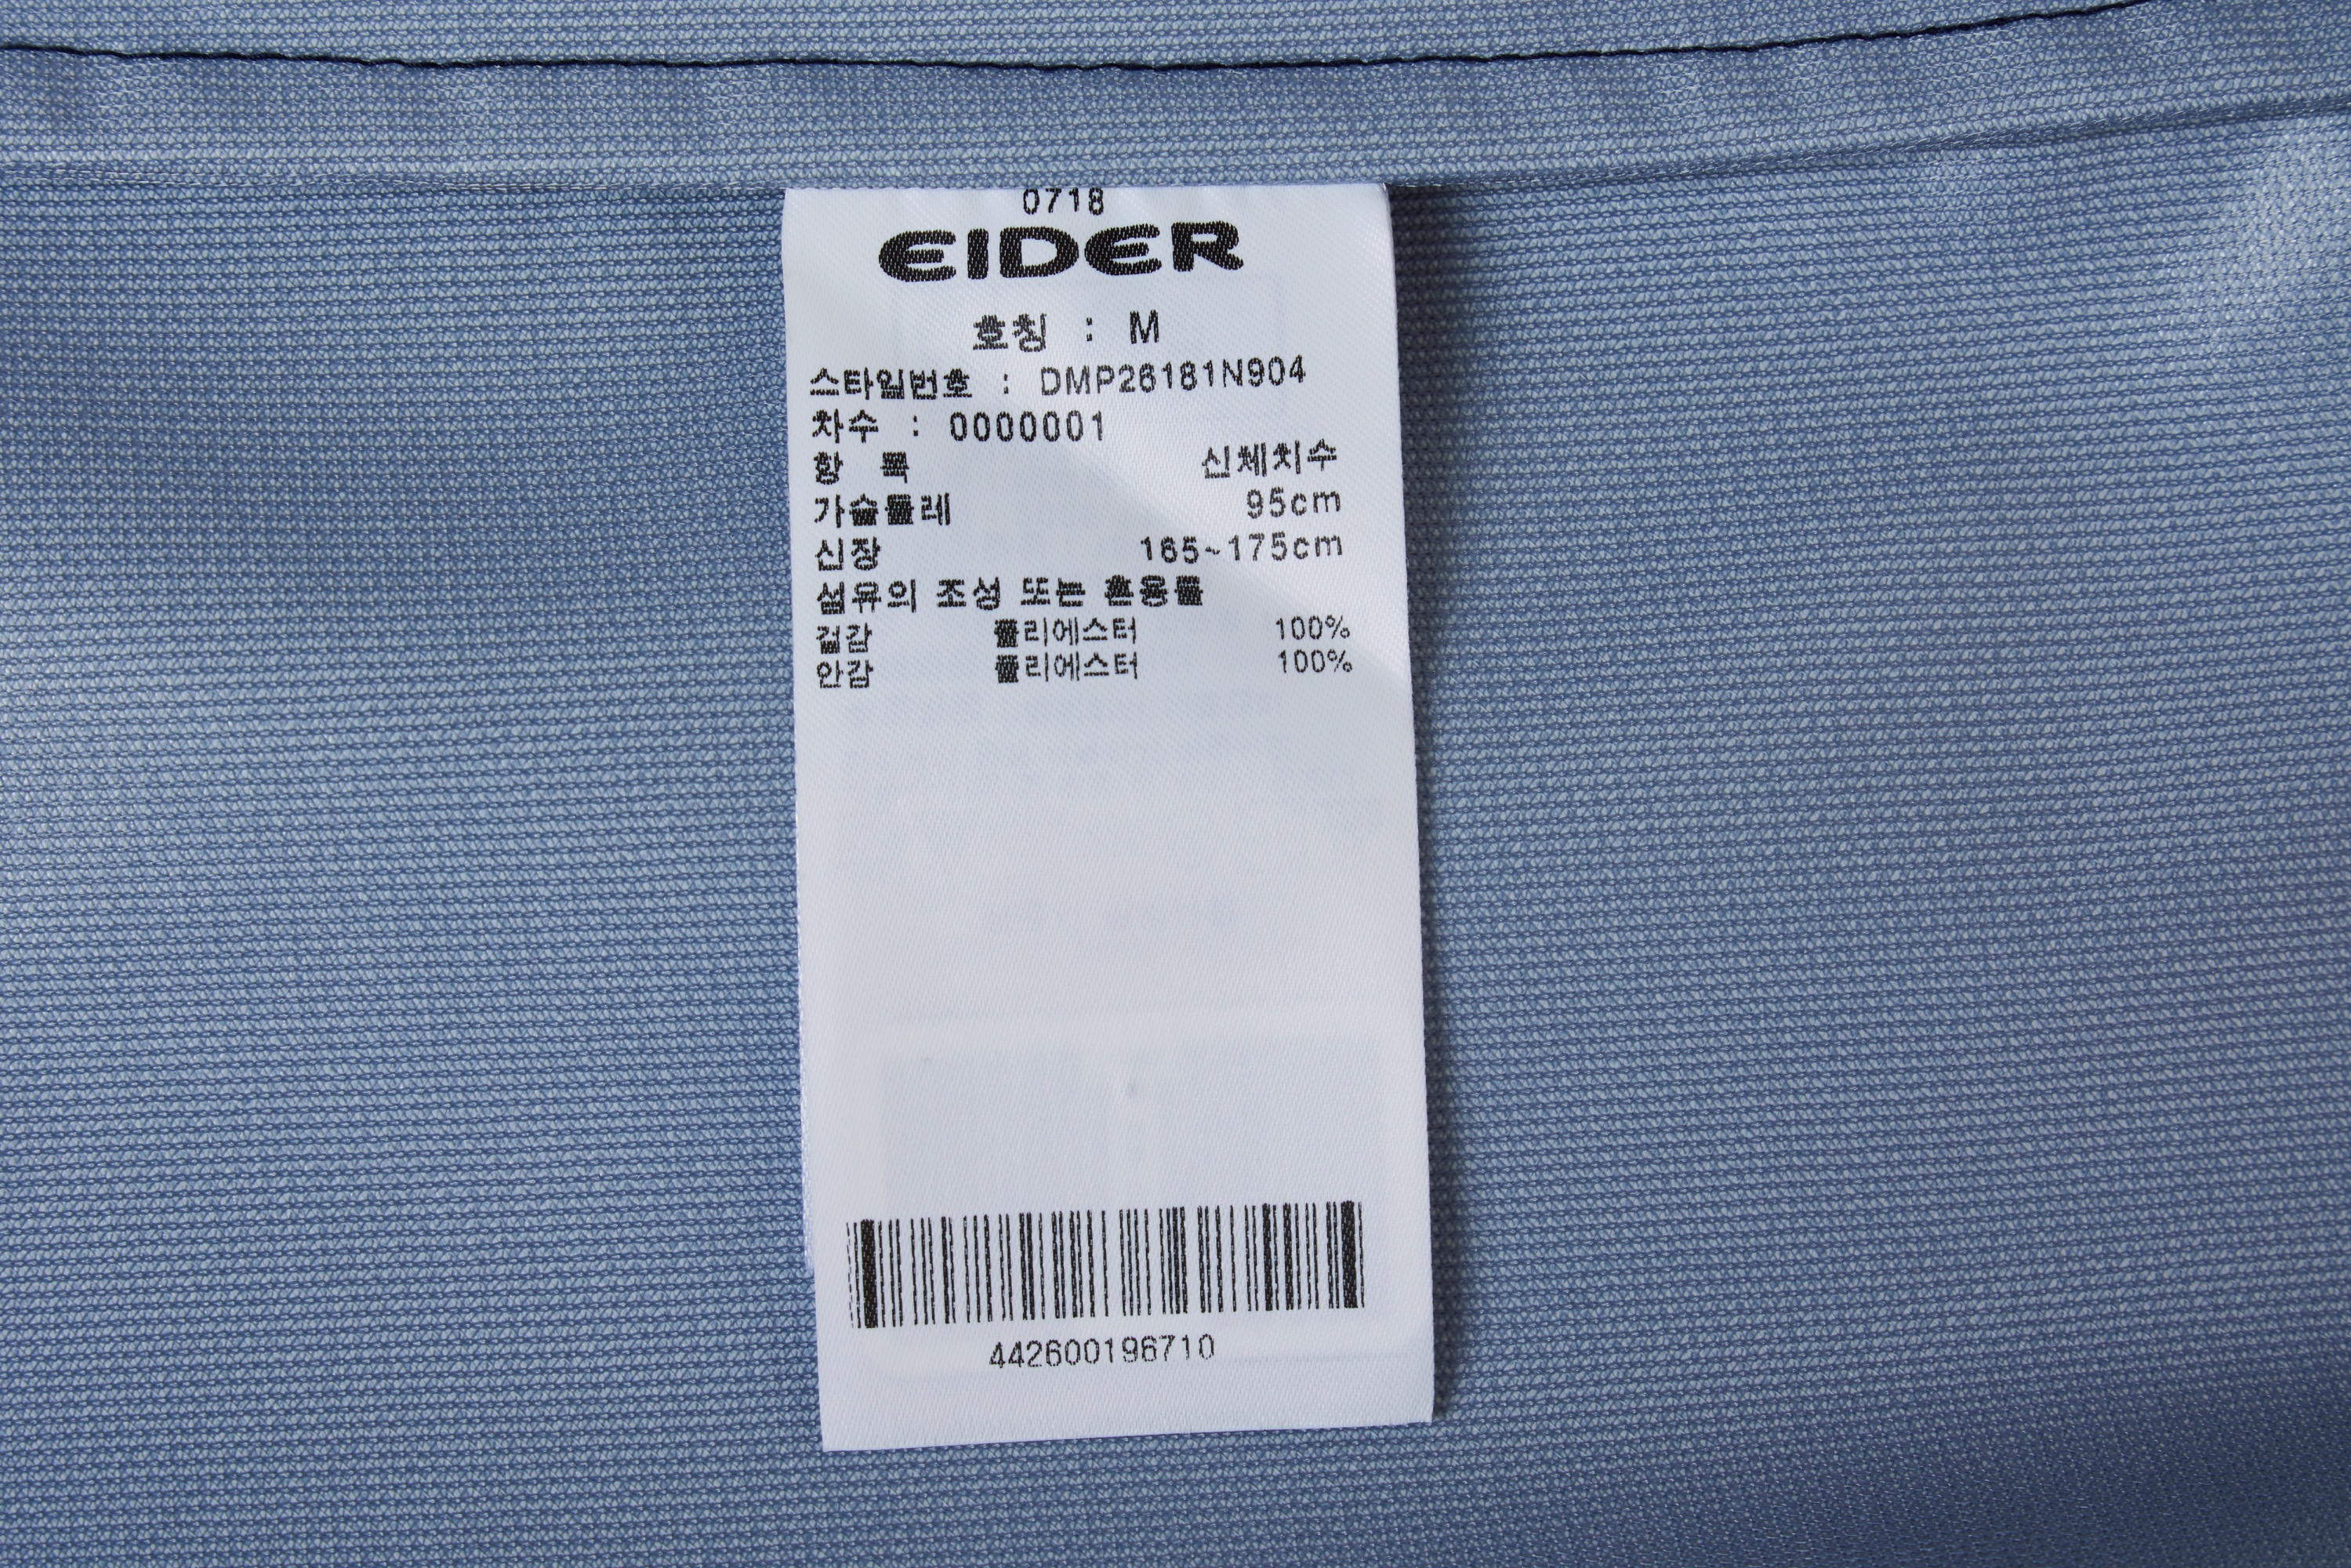 0718
EIDER
호칭 : M
스타일번호 : DMP26181N904
차수 : 0000001
항 목 신체치수
가슴둘레 95cm
신장 165~175cm
섬유의 조성 또는 혼용률
겉감 폴리에스터 100%
안감 폴리에스터 100%
442600196710